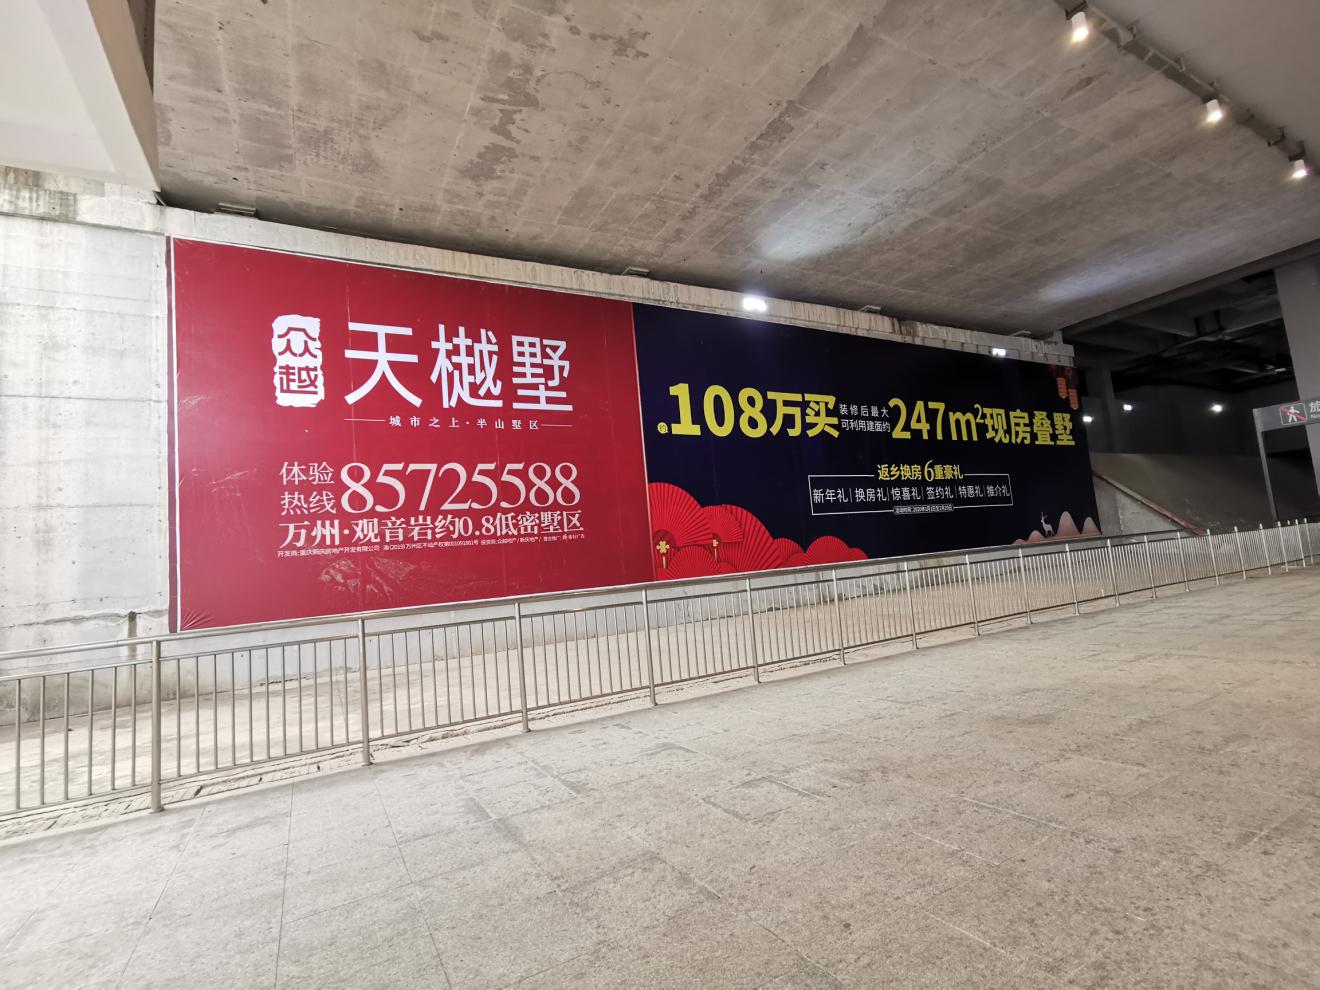 众越
天樾墅
城市之上·半山墅区
体验热线 85725588
万州·观音岩约0.8低密墅区
约108万买 装修后最大可利用建面约 247m²现房叠墅
返乡换房6重豪礼
新年礼|换房礼|惊喜礼|签约礼|特惠礼|推介礼
旅